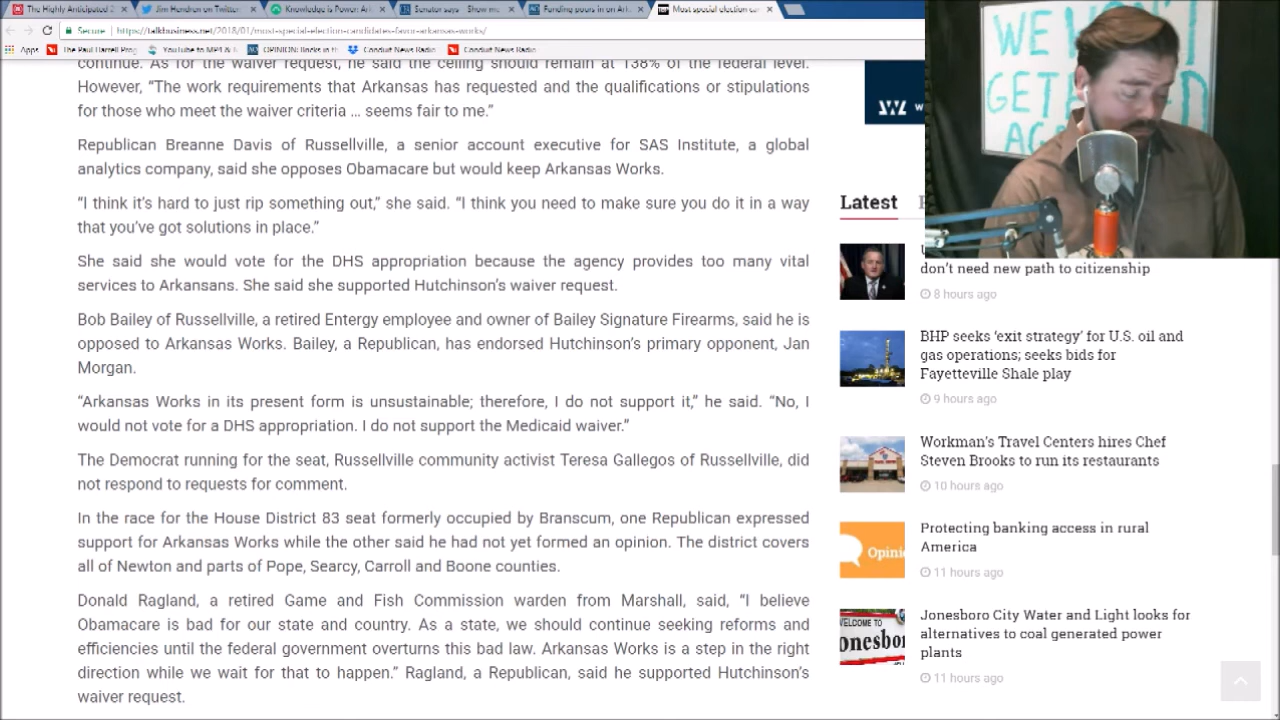 The Highly Anticipated 2
Jim Hendren on Twitter:
Knowledge is Power: Ar
Senator says - Show me
Funding pours in on Ark
Most special election ca
Secure
https://talkbusiness.net/2018/01/most-special-election-candidates-favor-arkansas-works/
Apps
The Paul Harrell Prog
YouTube to MP4 &
OPINION: Blocks in th
Conduit News Radio
Conduit News Radio
continue. As for the waiver request, he said the ceiling should remain at 138% of the federal level.
However, “The work requirements that Arkansas has requested and the qualifications or stipulations
for those who meet the waiver criteria … seems fair to me.”
Republican Breanne Davis of Russellville, a senior account executive for SAS Institute, a global
analytics company, said she opposes Obamacare but would keep Arkansas Works.
“I think it’s hard to just rip something out,” she said. “I think you need to make sure you do it in a way
that you’ve got solutions in place.”
She said she would vote for the DHS appropriation because the agency provides too many vital
services to Arkansans. She said she supported Hutchinson’s waiver request.
Bob Bailey of Russellville, a retired Entergy employee and owner of Bailey Signature Firearms, said he is
opposed to Arkansas Works. Bailey, a Republican, has endorsed Hutchinson’s primary opponent, Jan
Morgan.
“Arkansas Works in its present form is unsustainable; therefore, I do not support it,” he said. “No, I
would not vote for a DHS appropriation. I do not support the Medicaid waiver.”
The Democrat running for the seat, Russellville community activist Teresa Gallegos of Russellville, did
not respond to requests for comment.
In the race for the House District 83 seat formerly occupied by Branscum, one Republican expressed
support for Arkansas Works while the other said he had not yet formed an opinion. The district covers
all of Newton and parts of Pope, Searcy, Carroll and Boone counties.
Donald Ragland, a retired Game and Fish Commission warden from Marshall, said, “I believe
Obamacare is bad for our state and country. As a state, we should continue seeking reforms and
efficiencies until the federal government overturns this bad law. Arkansas Works is a step in the right
direction while we wait for that to happen.” Ragland, a Republican, said he supported Hutchinson’s
waiver request.
WE
GET
AG
Latest
don’t need new path to citizenship
8 hours ago
BHP seeks ‘exit strategy’ for U.S. oil and
gas operations; seeks bids for
Fayetteville Shale play
9 hours ago
Workman’s Travel Centers hires Chef
Steven Brooks to run its restaurants
10 hours ago
Opini
Protecting banking access in rural
America
11 hours ago
WELCOME TO
onesbor
Jonesboro City Water and Light looks for
alternatives to coal generated power
plants
11 hours ago